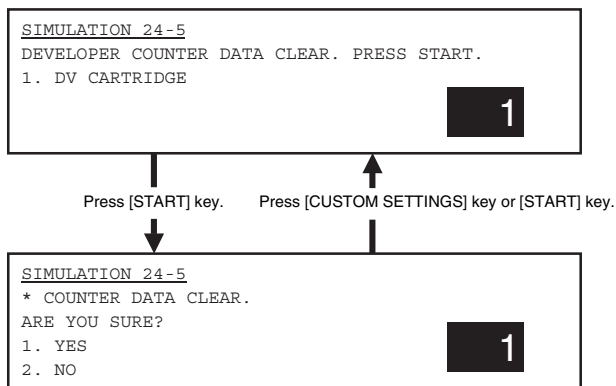 SIMULATION 24-5
DEVELOPER COUNTER DATA CLEAR. PRESS START.
1. DV CARTRIDGE
1
Press [START] key.
Press [CUSTOM SETTINGS] key or [START] key.
SIMULATION 24-5
* COUNTER DATA CLEAR.
ARE YOU SURE?
1. YES
2. NO
1